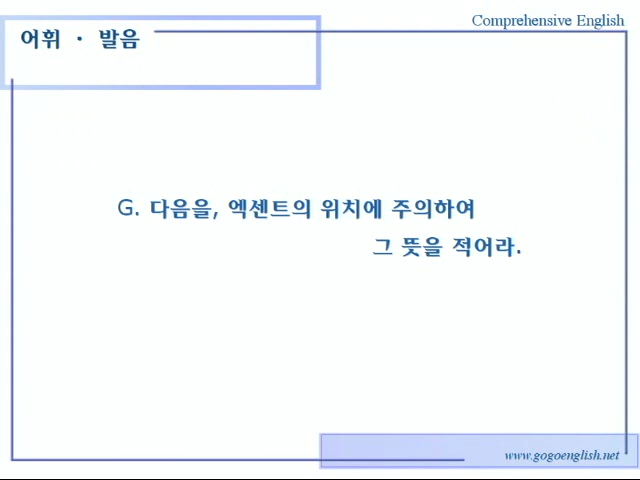 Comprehensive English
어휘 · 발음
G. 다음을, 엑센트의 위치에 주의하여
그 뜻을 적어라.
www.gogoenglish.net